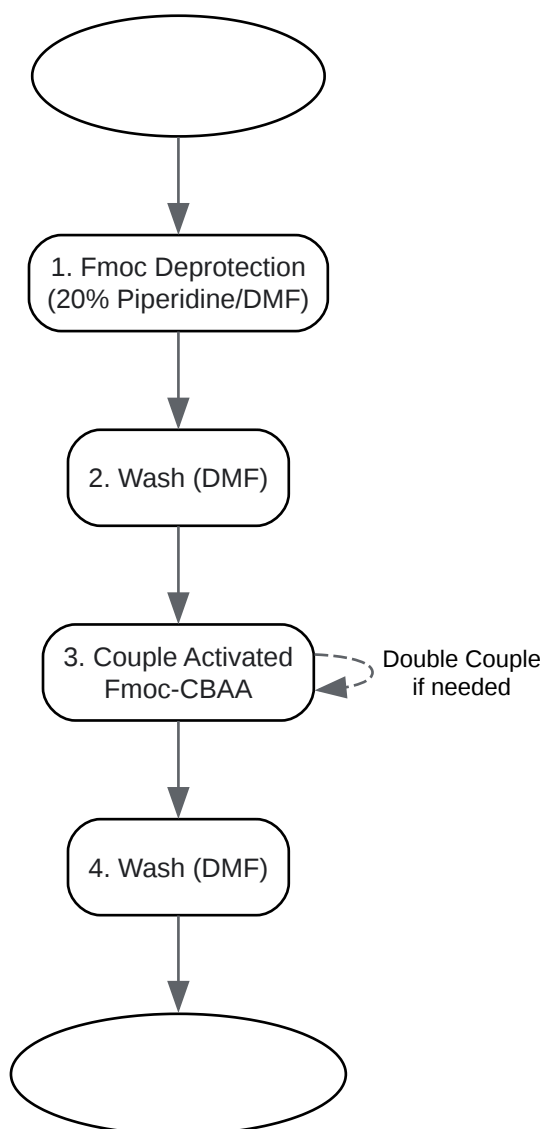 1. Fmoc Deprotection
(20% Piperidine/DMF)
2. Wash (DMF)
3. Couple Activated
Fmoc-CBAA
Double Couple
if needed
4. Wash (DMF)